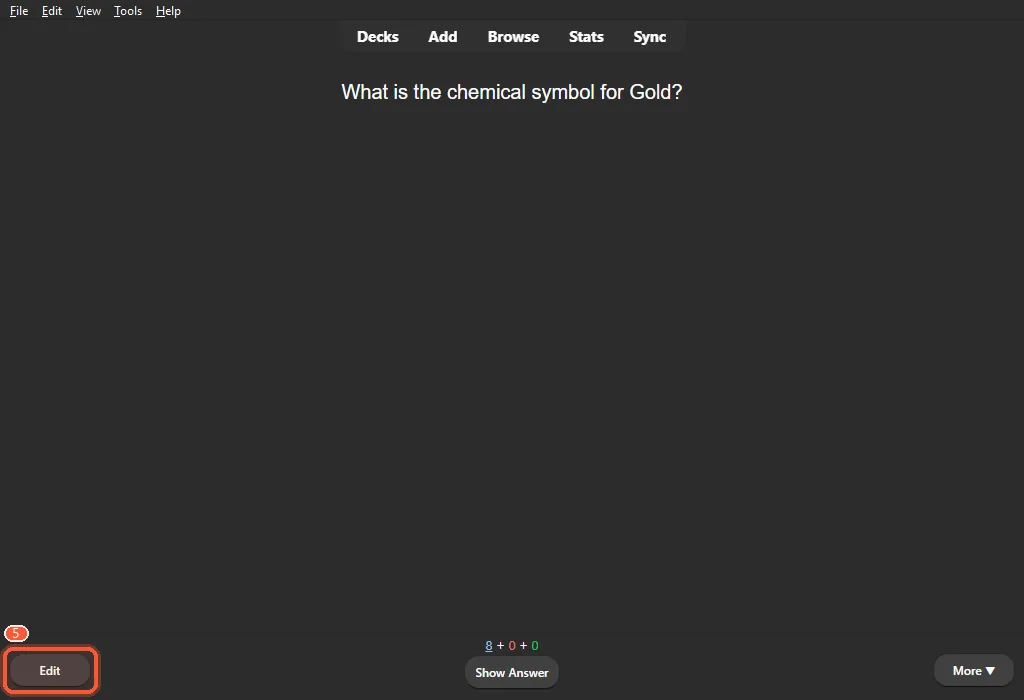 File Edit View Tools Help
Decks Add Browse Stats Sync
What is the chemical symbol for Gold?
5
8 + 0 + 0
Edit
Show Answer
More ▼